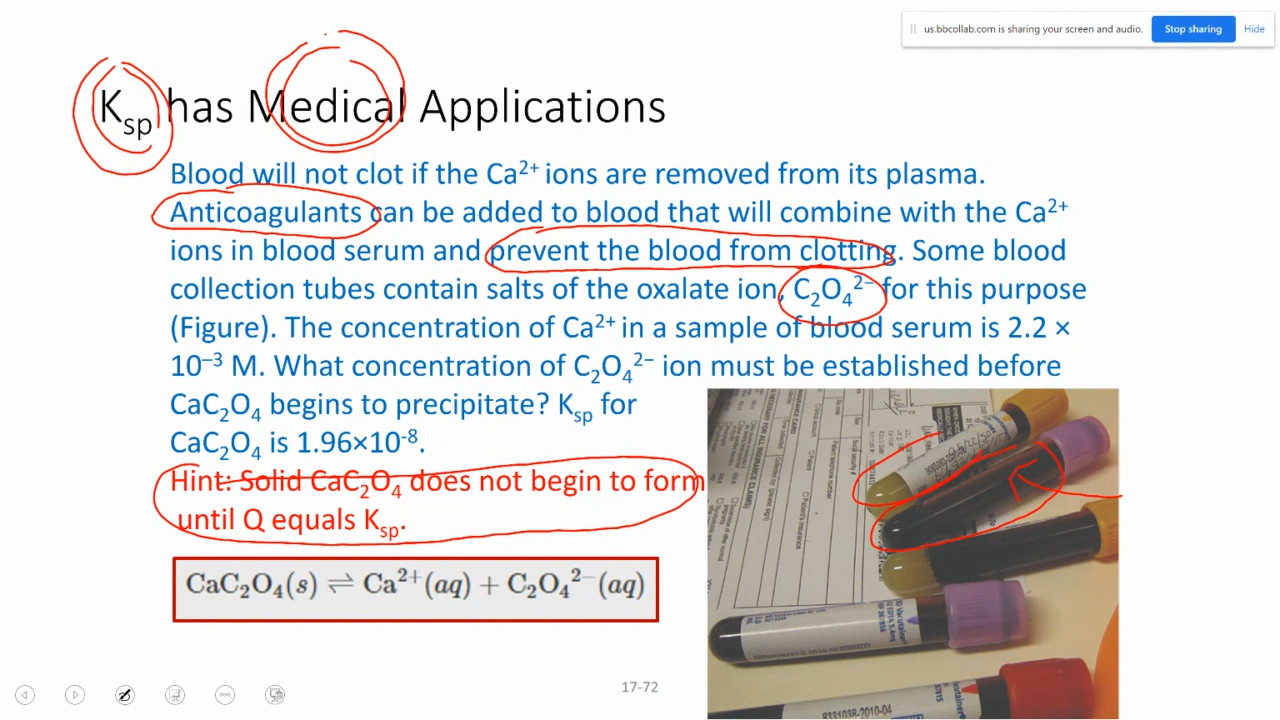 us.bbcollab.com is sharing your screen and audio. Stop sharing Hide
Ksp has Medical Applications
Blood will not clot if the Ca²⁺ ions are removed from its plasma.
Anticoagulants can be added to blood that will combine with the Ca²⁺
ions in blood serum and prevent the blood from clotting. Some blood
collection tubes contain salts of the oxalate ion, C₂O₄²⁻ for this purpose
(Figure). The concentration of Ca²⁺ in a sample of blood serum is 2.2 ×
10⁻³ M. What concentration of C₂O₄²⁻ ion must be established before
CaC₂O₄ begins to precipitate? Ksp for
CaC₂O₄ is 1.96×10⁻⁸.
Hint: Solid CaC₂O₄ does not begin to form
until Q equals Ksp.
CaC₂O₄(s) ⇌ Ca²⁺(aq) + C₂O₄²⁻(aq)
8331038-2010-04
17-72